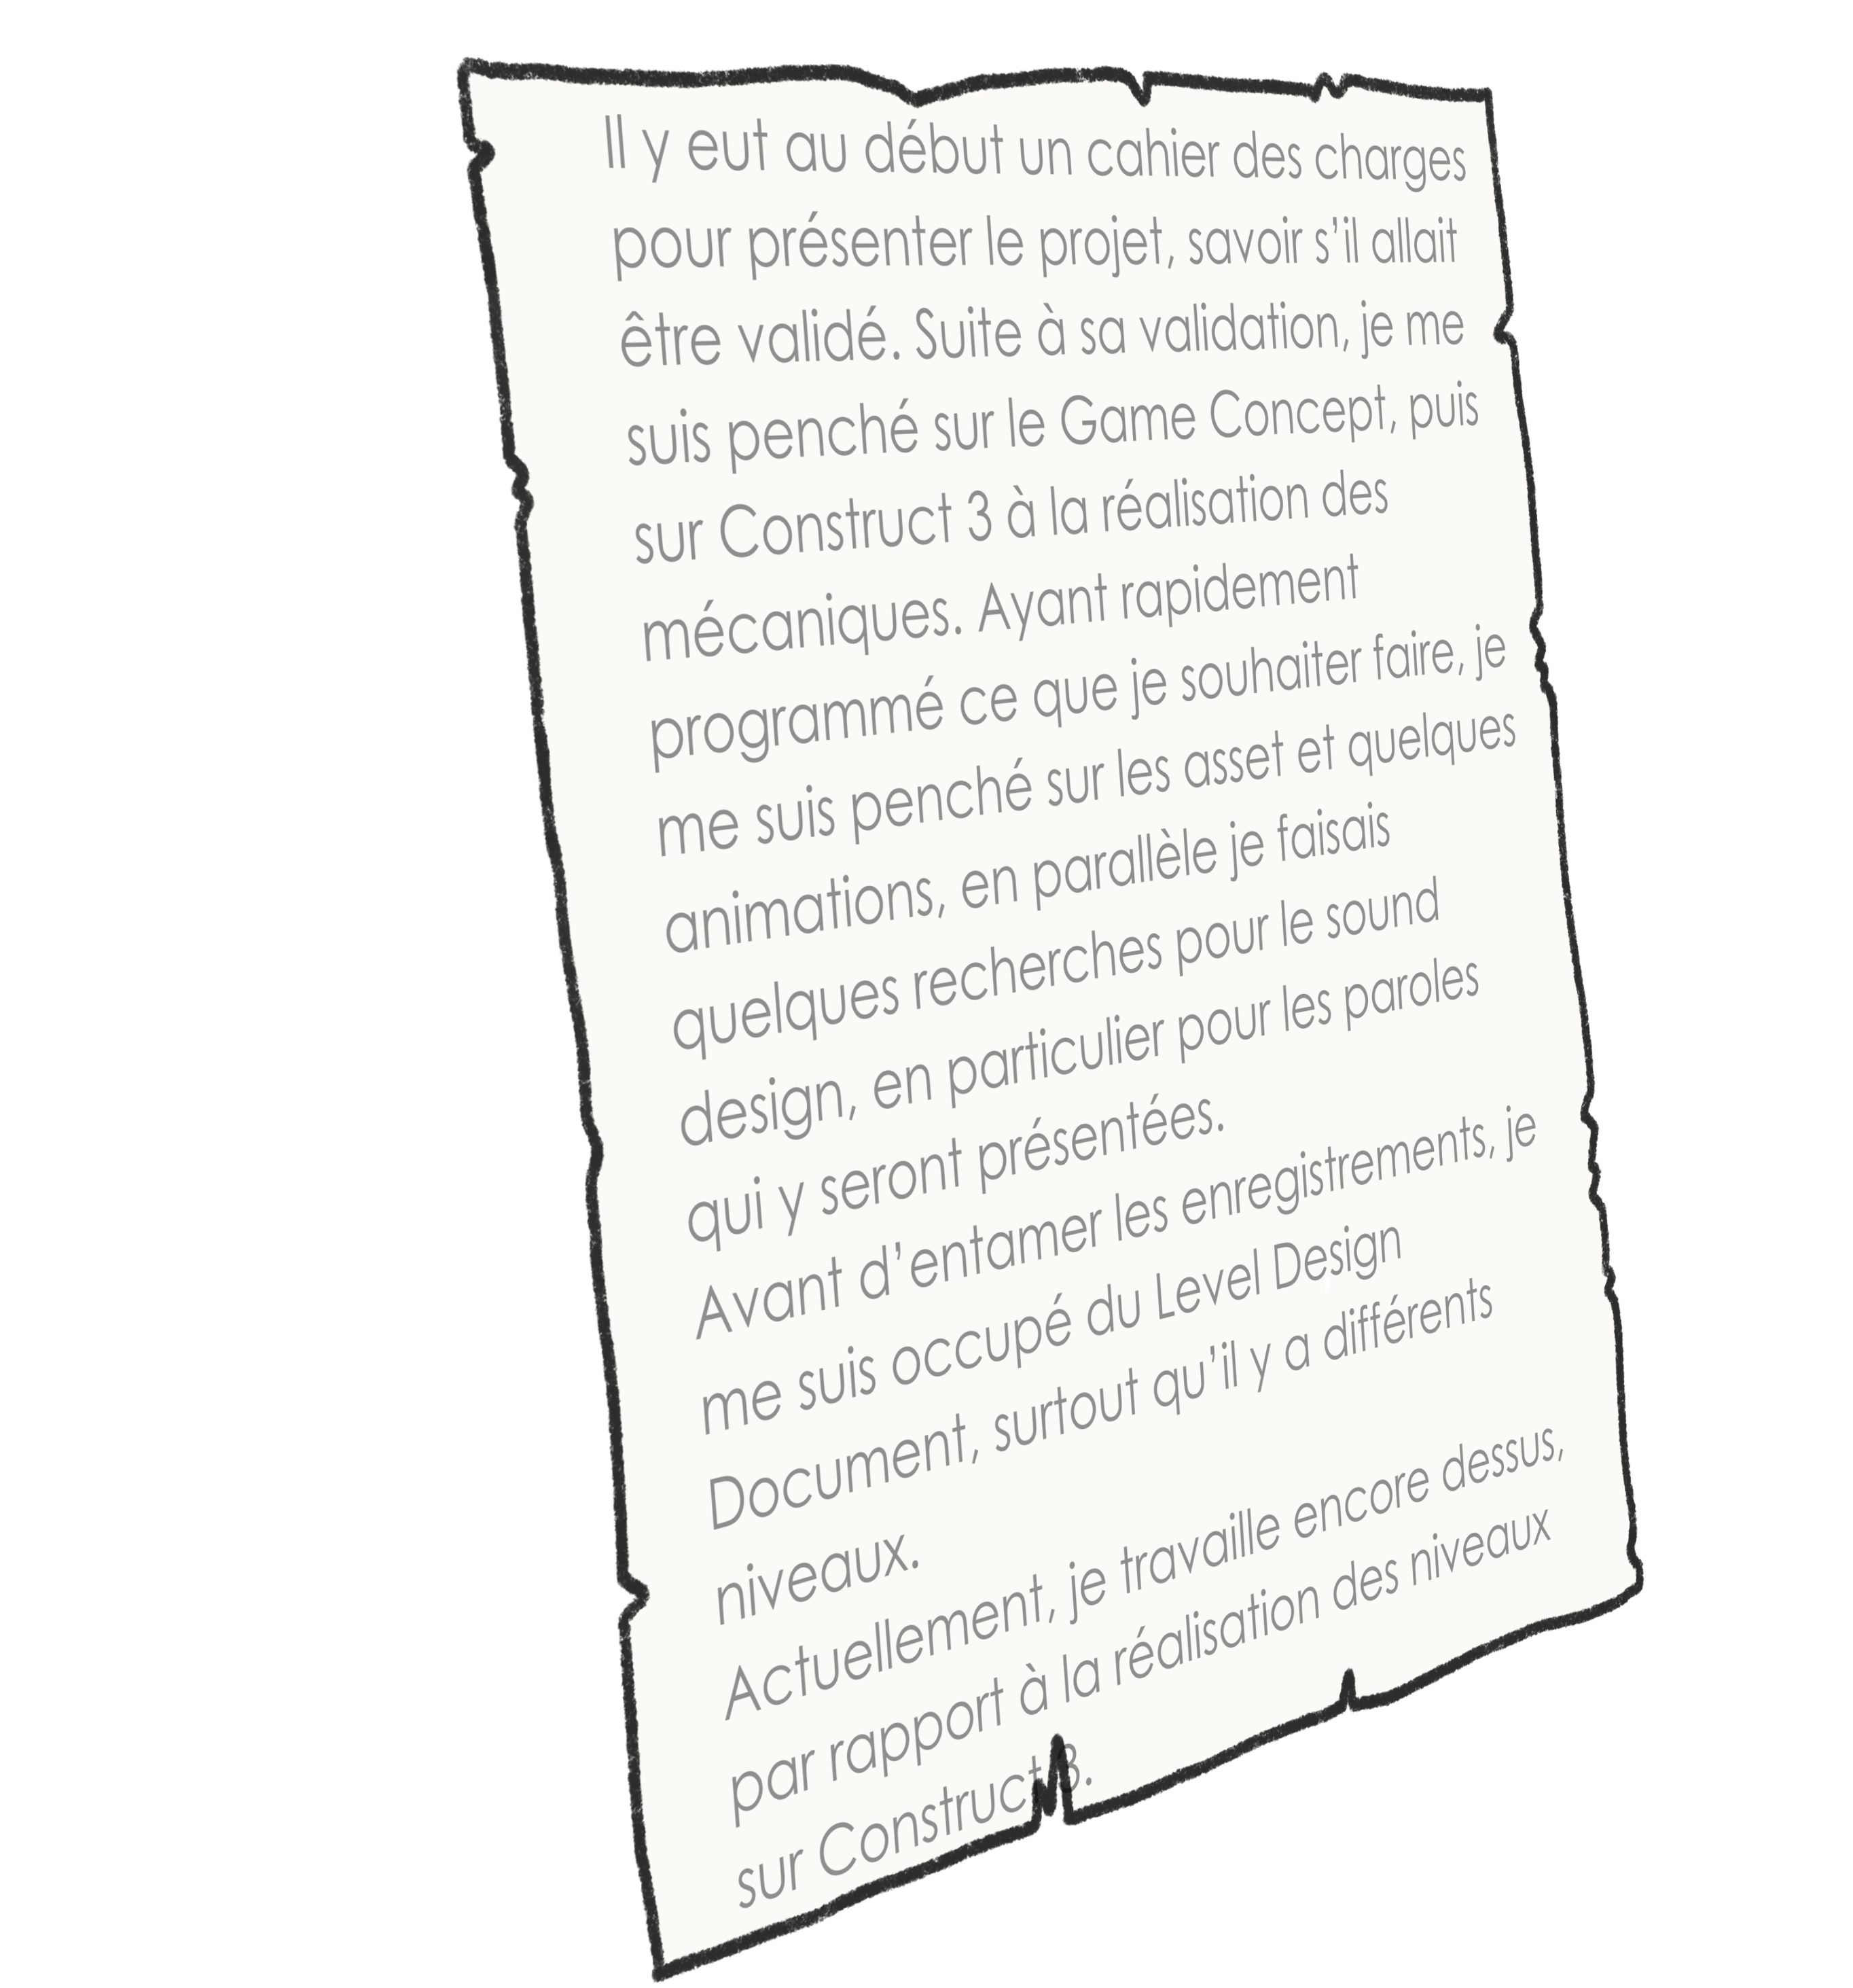 Il y eut au début un cahier des charges
pour présenter le projet, savoir s'il allait
être validé. Suite à sa validation, je me
suis penché sur le Game Concept, puis
sur Construct 3 à la réalisation des
mécaniques. Ayant rapidement
programmé ce que je souhaiter faire, je
me suis penché sur les asset et quelques
animations, en parallèle je faisais
quelques recherches pour le sound
design, en particulier pour les paroles
qui y seront présentées.
Avant d'entamer les enregistrements, je
me suis occupé du Level Design
Document, surtout qu'il y a différents
niveaux.
Actuellement, je travaille encore dessus,
par rapport à la réalisation des niveaux
sur Construct 3.